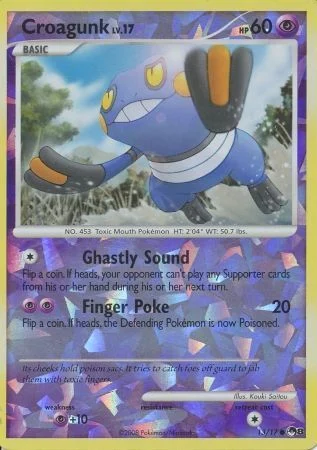 Croagunk LV.17 HP 60
BASIC
NO. 453 Toxic Mouth Pokémon HT: 2'04" WT: 50.7 lbs.
Ghastly Sound
Flip a coin. If heads, your opponent can't play any Supporter cards
from his or her hand during his or her next turn.
Finger Poke 20
Flip a coin. If heads, the Defending Pokémon is now Poisoned.
Its cheeks hold poison sacs. It tries to catch foes off guard to jab
them with toxic fingers.
Illus. Kouki Saitou
weakness resistance retreat cost
+10
©2008 Pokémon/Nintendo 13/17